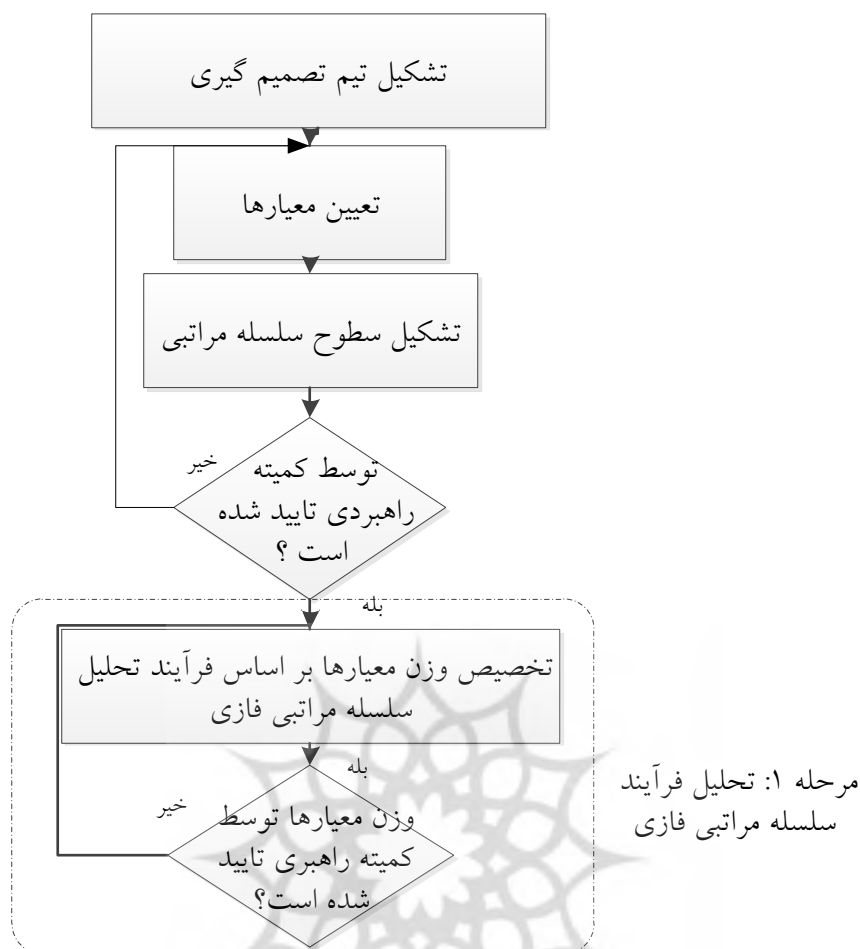 تشکیل تیم تصمیم گیری
تعیین معیارها
تشکیل سطوح سلسله مراتبی
خیر
توسط کمیته
راهبردی تایید شده
است ؟
بله
تخصیص وزن معیارها بر اساس فرآیند تحلیل
سلسله مراتبی فازی
بله
خیر
وزن معیارها توسط
کمیته راهبری تایید
شده است؟
مرحله ۱: تحلیل فرآیند
سلسله مراتبی فازی